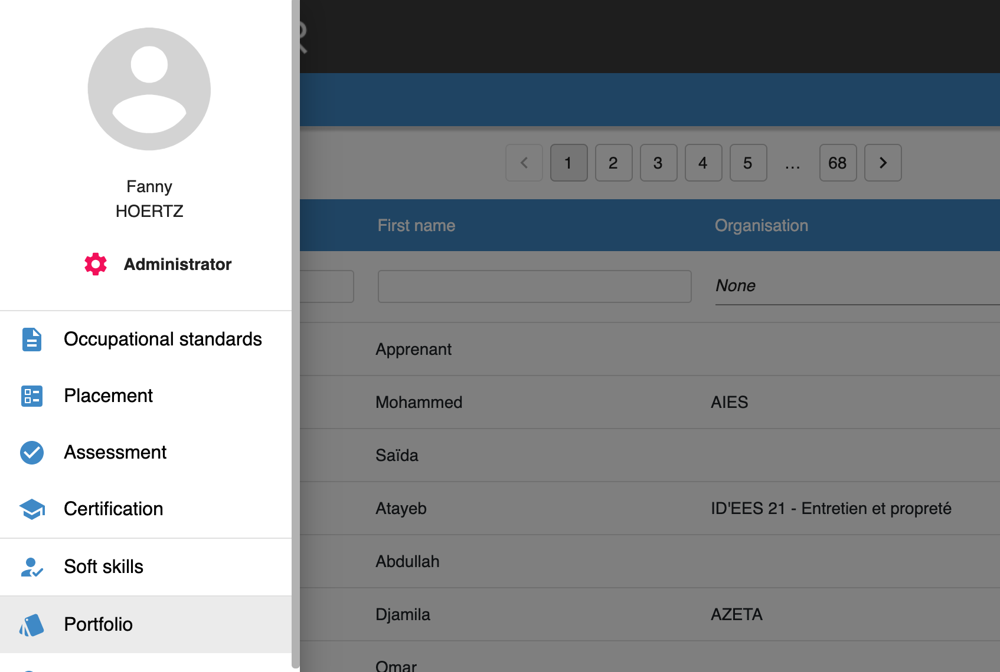 Fanny
HOERTZ
Administrator
Occupational standards
Placement
Assessment
Certification
Soft skills
Portfolio
1 2 3 4 5 ... 68
First name Organisation
None
Apprenant
Mohammed AIES
Saïda
Atayeb ID'EES 21 - Entretien et propreté
Abdullah
Djamila AZETA
Omar